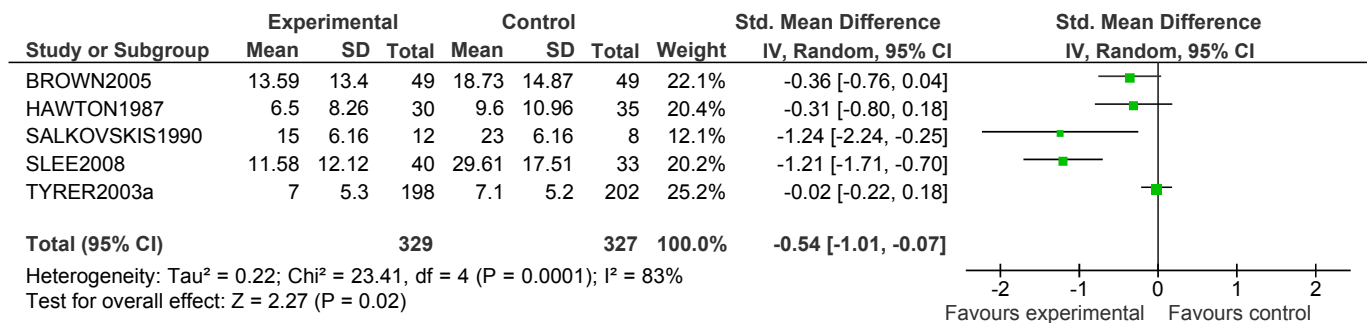 Experimental Control Std. Mean Difference Std. Mean Difference
Study or Subgroup Mean SD Total Mean SD Total Weight IV, Random, 95% CI IV, Random, 95% CI
BROWN2005 13.59 13.4 49 18.73 14.87 49 22.1% -0.36 [-0.76, 0.04]
HAWTON1987 6.5 8.26 30 9.6 10.96 35 20.4% -0.31 [-0.80, 0.18]
SALKOVSKIS1990 15 6.16 12 23 6.16 8 12.1% -1.24 [-2.24, -0.25]
SLEE2008 11.58 12.12 40 29.61 17.51 33 20.2% -1.21 [-1.71, -0.70]
TYRER2003a 7 5.3 198 7.1 5.2 202 25.2% -0.02 [-0.22, 0.18]
Total (95% CI) 329 327 100.0% -0.54 [-1.01, -0.07]
Heterogeneity: Tau² = 0.22; Chi² = 23.41, df = 4 (P = 0.0001); I² = 83%
Test for overall effect: Z = 2.27 (P = 0.02)
-2 -1 0 1 2
Favours experimental Favours control